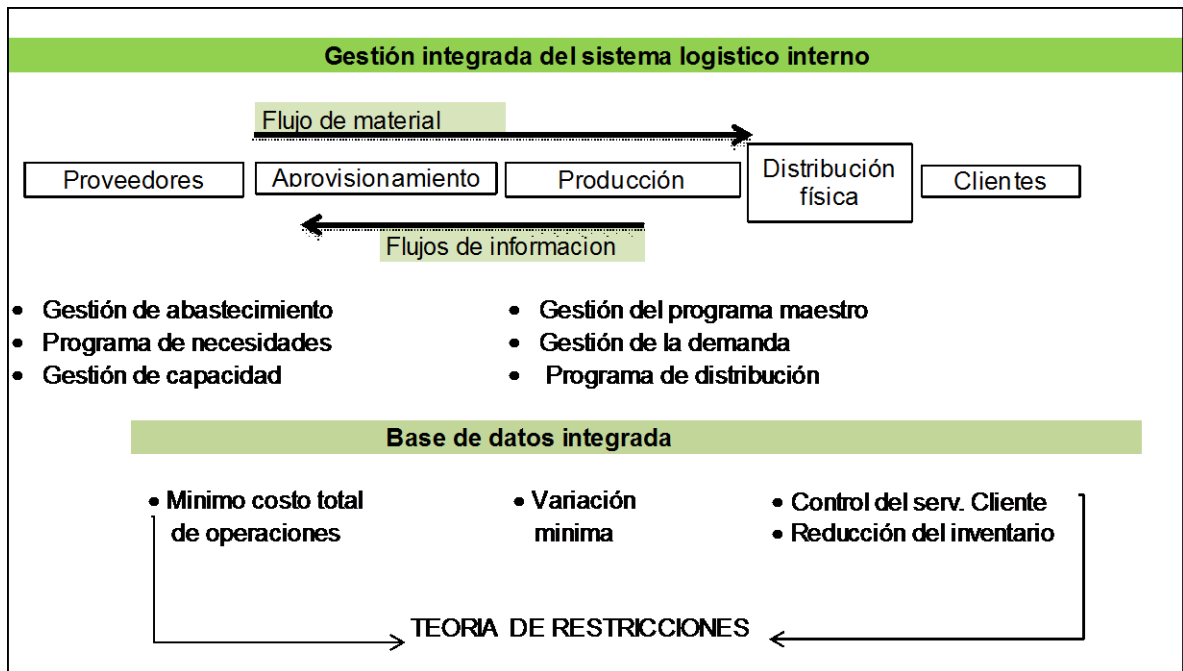 Gestión integrada del sistema logistico interno
Flujo de material
Proveedores
Aprovisionamiento
Producción
Distribución
física
Clientes
Flujos de informacion
• Gestión de abastecimiento
• Programa de necesidades
• Gestión de capacidad
• Gestión del programa maestro
• Gestión de la demanda
• Programa de distribución
Base de datos integrada
• Minimo costo total
de operaciones
• Variación
minima
• Control del serv. Cliente
• Reducción del inventario
TEORIA DE RESTRICCIONES